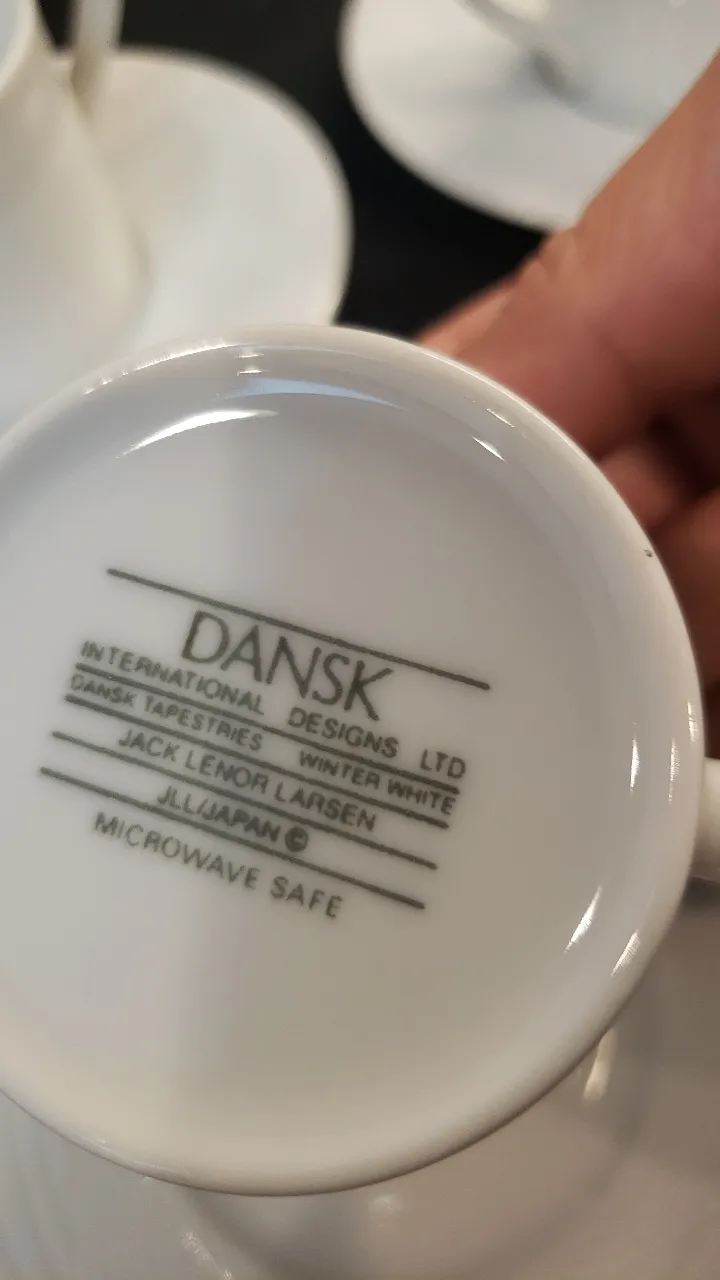 DANSK
INTERNATIONAL DESIGNS LTD
DANSK TAPESTRIES WINTER WHITE
JACK LENOR LARSEN
JLL/JAPAN ©
MICROWAVE SAFE